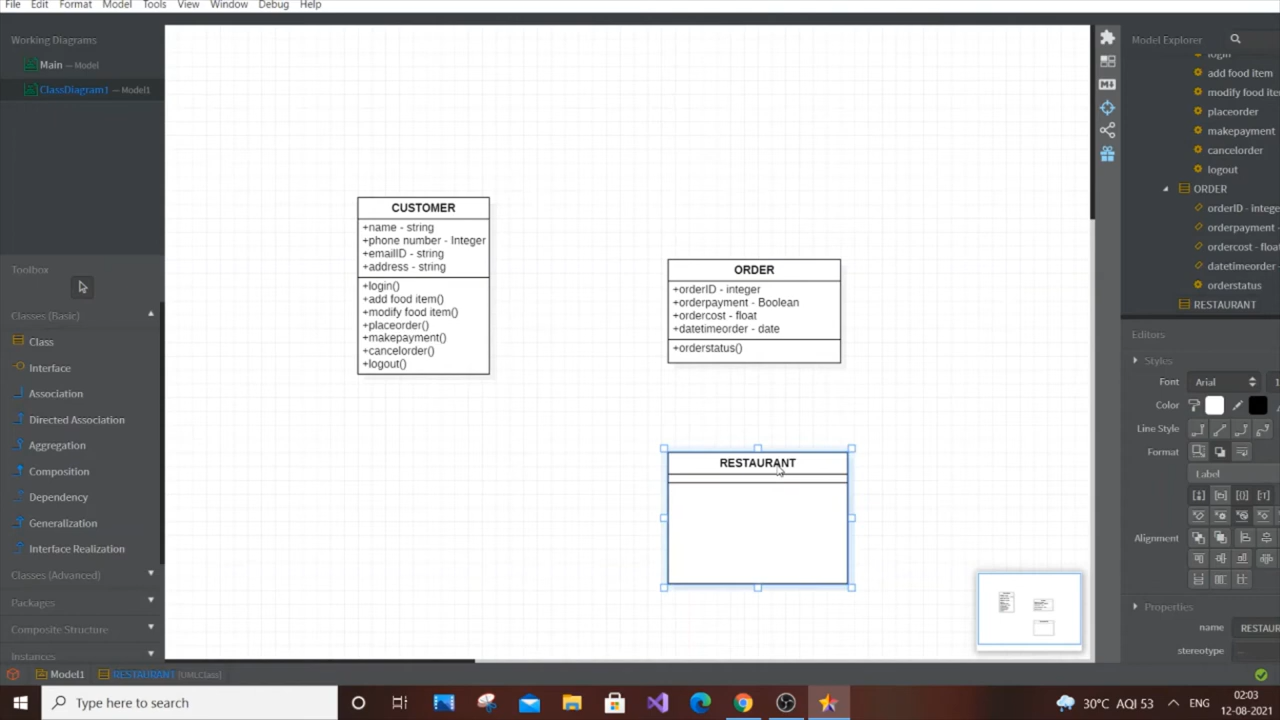 File Edit Format Model Tools View Window Debug Help
Working Diagrams
Main — Model
ClassDiagram1 — Model1
Toolbox
Classes (Basic)
Class
Interface
Association
Directed Association
Aggregation
Composition
Dependency
Generalization
Interface Realization
Classes (Advanced)
Packages
Composite Structure
Instances
CUSTOMER
+name - string
+phone number - Integer
+emailID - string
+address - string
+login()
+add food item()
+modify food item()
+placeorder()
+makepayment()
+cancelorder()
+logout()
ORDER
+orderID - integer
+orderpayment - Boolean
+ordercost - float
+datetimeorder - date
+orderstatus()
RESTAURANT
Model Explorer
login
add food item
modify food ite
placeorder
makepayment
cancelorder
logout
ORDER
orderID - intege
orderpayment -
ordercost - floa
datetimeorder -
orderstatus
RESTAURANT
Editors
Styles
Font Arial
Color
Line Style
Format
Label
Alignment
Properties
name RESTAUR
stereotype
Model1 RESTAURANT [UMLClass]
Type here to search
30°C AQI 53
ENG
02:03
12-08-2021